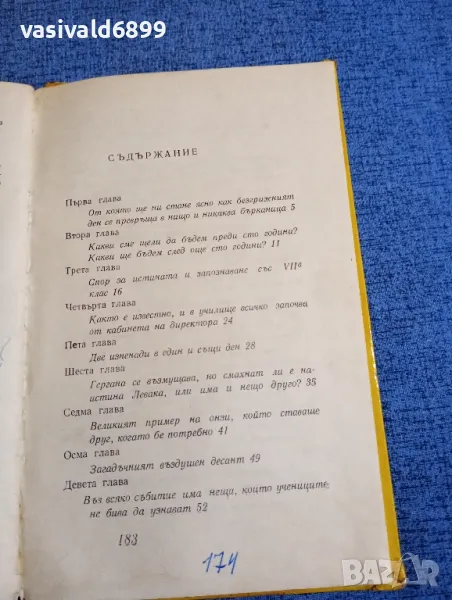 vasivald6899
СЪДЪРЖАНИЕ
Първа глава
От която ще ни стане ясно как безгрижният
ден се превръща в нищо и никаква бърканица 5
Втора глава
Какви сме щели да бъдем преди сто години?
Какви ще бъдем след още сто години? 11
Трета глава
Спор за истината и запознаване със VIIа
клас 16
Четвърта глава
Както е известно, и в училище всичко започва
от кабинета на директора 24
Пета глава
Две изненади в един и същи ден 28
Шеста глава
Гергана се възмущава, но смахнат ли е на-
истина Левака, или има и нещо друго? 35
Седма глава
Великият пример на онзи, който ставаше
друг, когато бе потребно 41
Осма глава
Загадъчният въздушен десант 49
Девета глава
Във всяко събитие има неща, които учениците
не бива да узнават 52
183
174
BAZAR